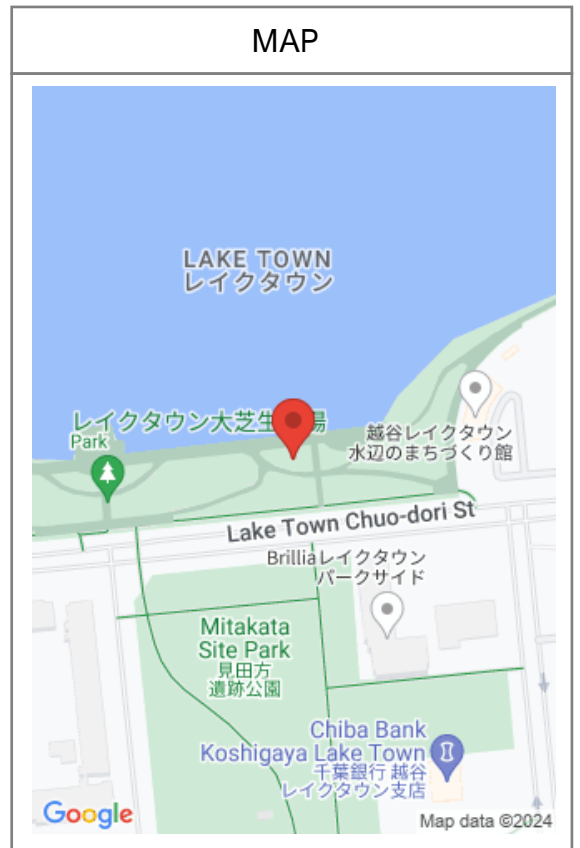 MAP
LAKE TOWN
レイクタウン
レイクタウン大芝生 場
Park
越谷レイクタウン
水辺のまちづくり館
Lake Town Chuo-dori St
Brilliaレイクタウン
パークサイド
Mitakata
Site Park
見田方
遺跡公園
Chiba Bank
Koshigaya Lake Town
千葉銀行 越谷
レイクタウン支店
Google
Map data ©2024